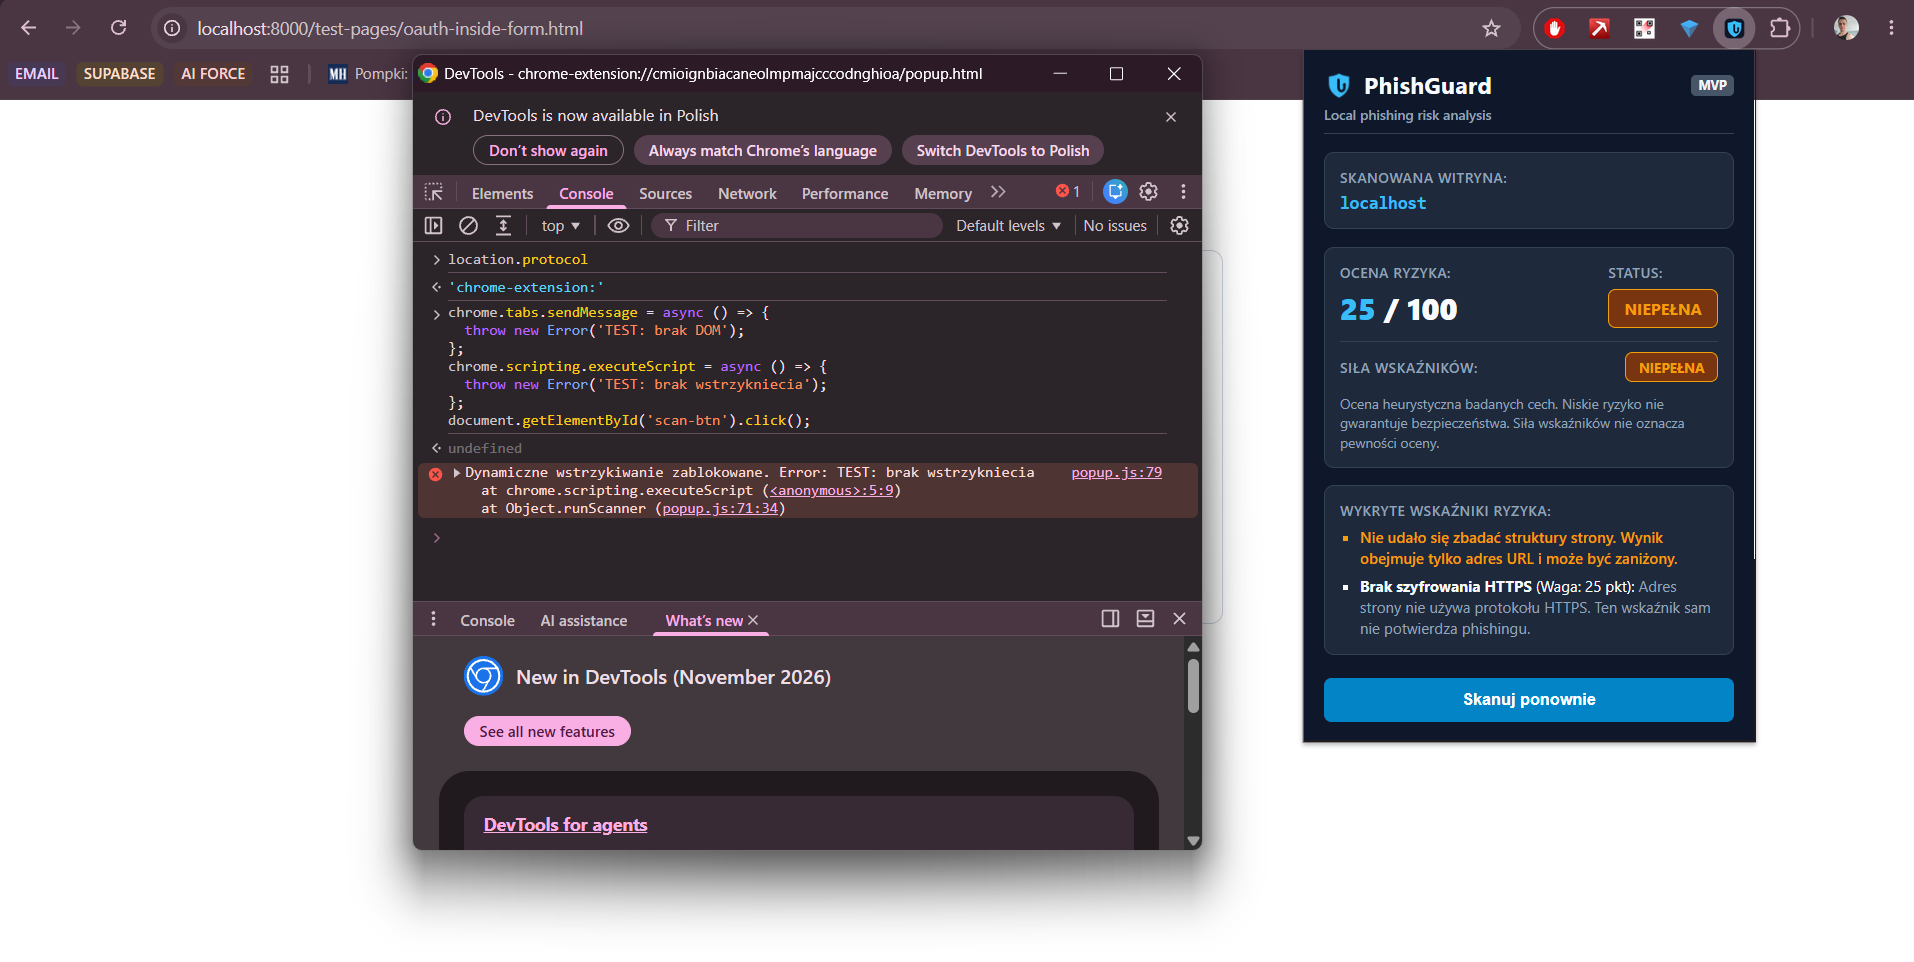 localhost:8000/test-pages/oauth-inside-form.html
EMAIL
SUPABASE
AI FORCE
MH Pompki:
DevTools - chrome-extension://cmioignbiacaneolmpmajcccodnghioa/popup.html
DevTools is now available in Polish
Don't show again
Always match Chrome's language
Switch DevTools to Polish
Elements
Console
Sources
Network
Performance
Memory
1
top
Filter
Default levels
No issues
location.protocol
'chrome-extension:'
chrome.tabs.sendMessage = async () => {
throw new Error('TEST: brak DOM');
};
chrome.scripting.executeScript = async () => {
throw new Error('TEST: brak wstrzykniecia');
};
document.getElementById('scan-btn').click();
undefined
Dynamiczne wstrzykiwanie zablokowane. Error: TEST: brak wstrzykniecia popup.js:79
at chrome.scripting.executeScript (<anonymous>:5:9)
at Object.runScanner (popup.js:71:34)
Console
AI assistance
What's new
New in DevTools (November 2026)
See all new features
DevTools for agents
PhishGuard
MVP
Local phishing risk analysis
SKANOWANA WITRYNA:
localhost
OCENA RYZYKA:
STATUS:
25 / 100
NIEPEŁNA
SIŁA WSKAŹNIKÓW:
NIEPEŁNA
Ocena heurystyczna badanych cech. Niskie ryzyko nie
gwarantuje bezpieczeństwa. Siła wskaźników nie oznacza
pewności oceny.
WYKRYTE WSKAŹNIKI RYZYKA:
Nie udało się zbadać struktury strony. Wynik
obejmuje tylko adres URL i może być zaniżony.
Brak szyfrowania HTTPS (Waga: 25 pkt): Adres
strony nie używa protokołu HTTPS. Ten wskaźnik sam
nie potwierdza phishingu.
Skanuj ponownie